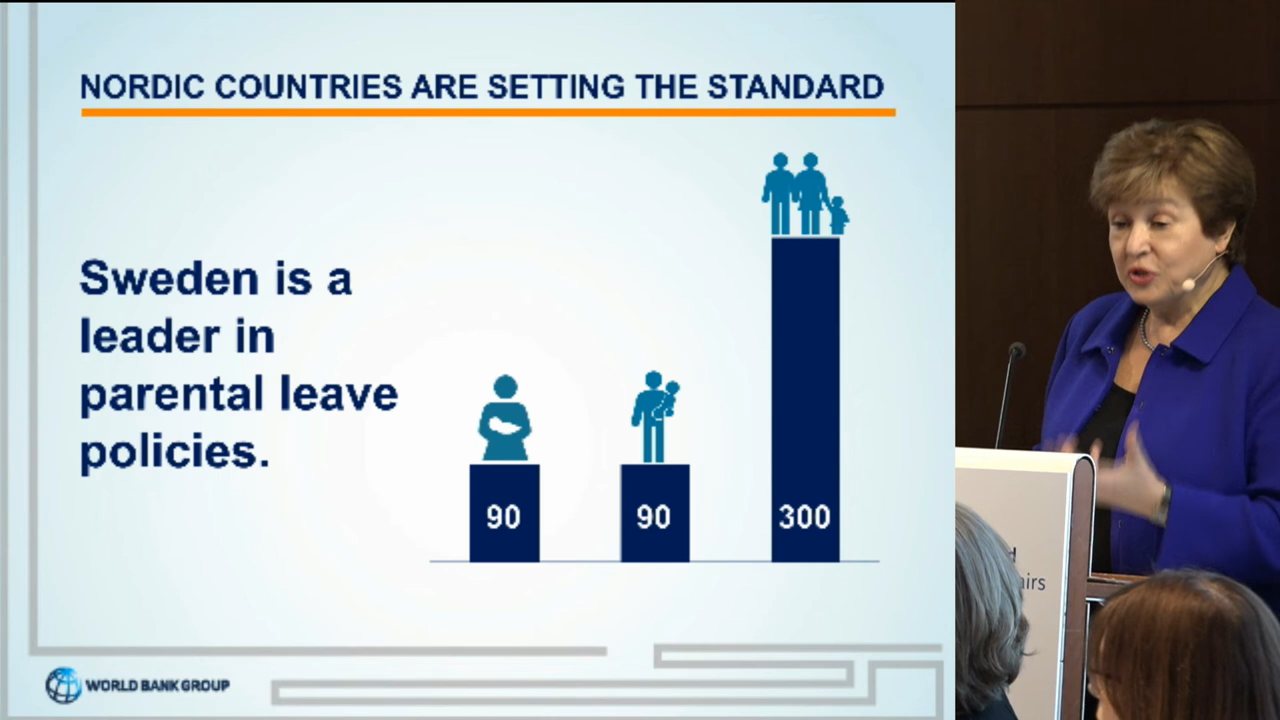 NORDIC COUNTRIES ARE SETTING THE STANDARD
Sweden is a
leader in
parental leave
policies.
90
90
300
WORLD BANK GROUP